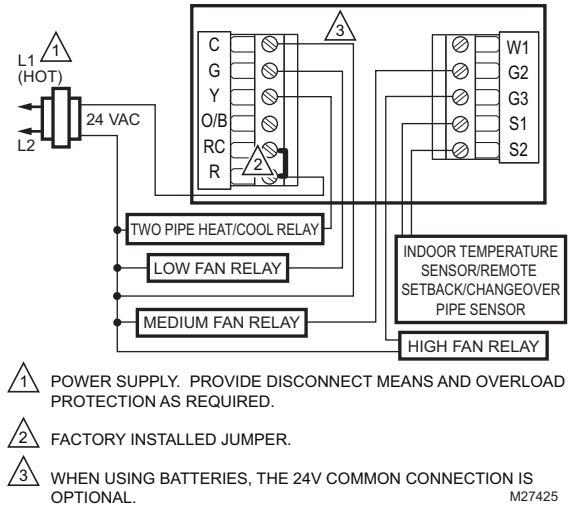 L1
(HOT)
1
24 VAC
L2
C
G
Y
O/B
RC
R
2
3
W1
G2
G3
S1
S2
TWO PIPE HEAT/COOL RELAY
LOW FAN RELAY
MEDIUM FAN RELAY
INDOOR TEMPERATURE
SENSOR/REMOTE
SETBACK/CHANGEOVER
PIPE SENSOR
HIGH FAN RELAY
1 POWER SUPPLY. PROVIDE DISCONNECT MEANS AND OVERLOAD
PROTECTION AS REQUIRED.
2 FACTORY INSTALLED JUMPER.
3 WHEN USING BATTERIES, THE 24V COMMON CONNECTION IS
OPTIONAL.
M27425